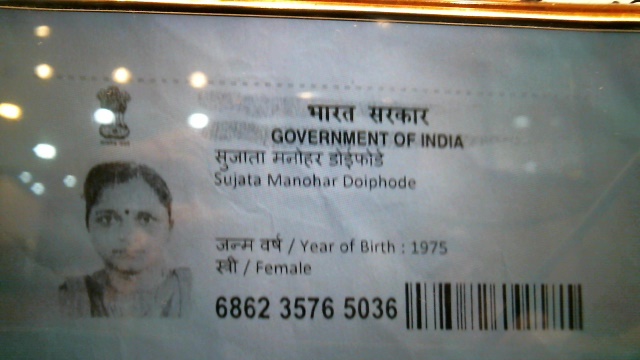 भारत सरकार
GOVERNMENT OF INDIA
सुजाता मनोहर डोईफोडे
Sujata Manohar Doiphode
जन्म वर्ष / Year of Birth : 1975
स्त्री / Female
6862 3576 5036